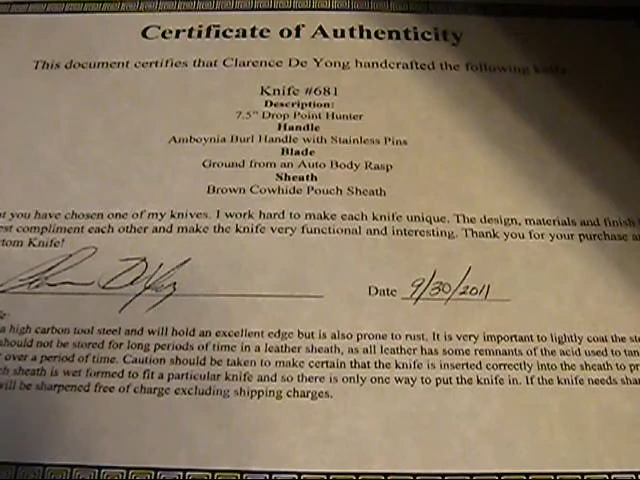 Certificate of Authenticity
This document certifies that Clarence De Yong handcrafted the following knife
Knife #681
Description:
7.5" Drop Point Hunter
Handle
Amboynia Burl Handle with Stainless Pins
Blade
Ground from an Auto Body Rasp
Sheath
Brown Cowhide Pouch Sheath
you have chosen one of my knives. I work hard to make each knife unique. The design, materials and finish
compliment each other and make the knife very functional and interesting. Thank you for your purchase
Knife!
Date 9/30/2011
a high carbon tool steel and will hold an excellent edge but is also prone to rust. It is very important to lightly coat the
should not be stored for long periods of time in a leather sheath, as all leather has some remnants of the acid used to tan
over a period of time. Caution should be taken to make certain that the knife is inserted correctly into the sheath to
sheath is wet formed to fit a particular knife and so there is only one way to put the knife in. If the knife needs
will be sharpened free of charge excluding shipping charges.